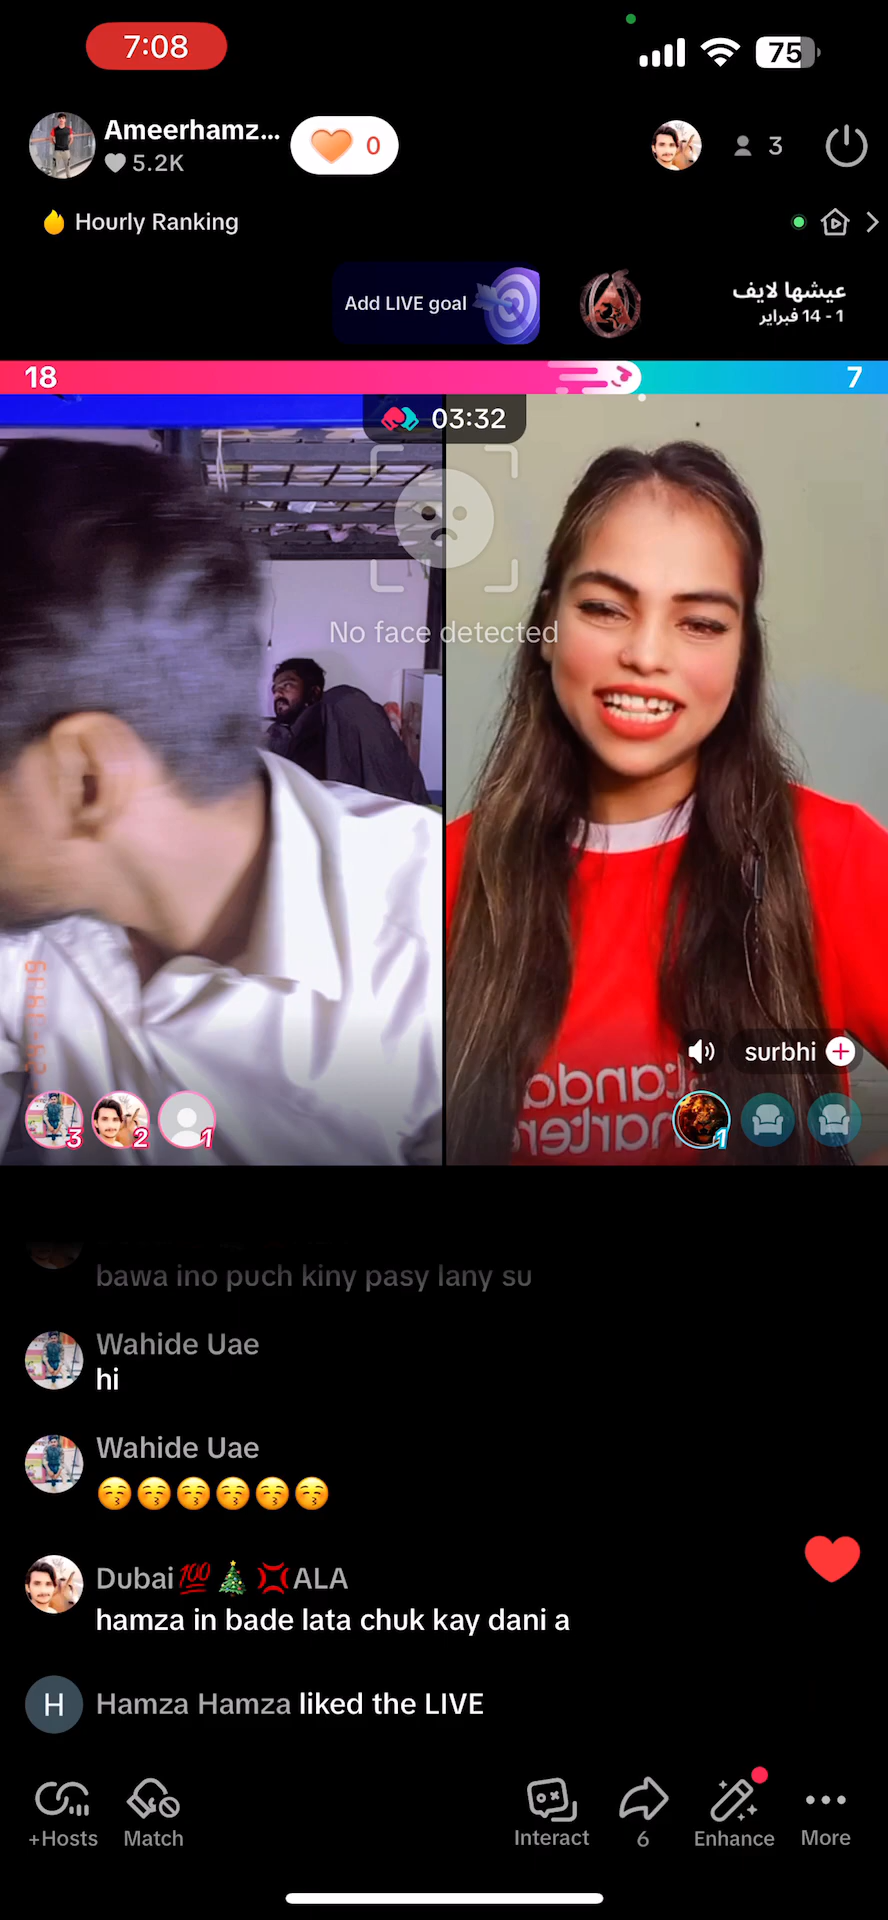 7:08
75
Ameerhamz...
5.2K
0
3
Hourly Ranking
Add LIVE goal
عيشها لايف
1 - 14 فبراير
18
7
03:32
No face detected
surbhi
3
2
1
1
bawa ino puch kiny pasy lany su
Wahide Uae
hi
Wahide Uae
😚😚😚😚😚😚
Dubai💯🎄💢ALA
hamza in bade lata chuk kay dani a
H
Hamza Hamza liked the LIVE
+Hosts
Match
Interact
6
Enhance
More